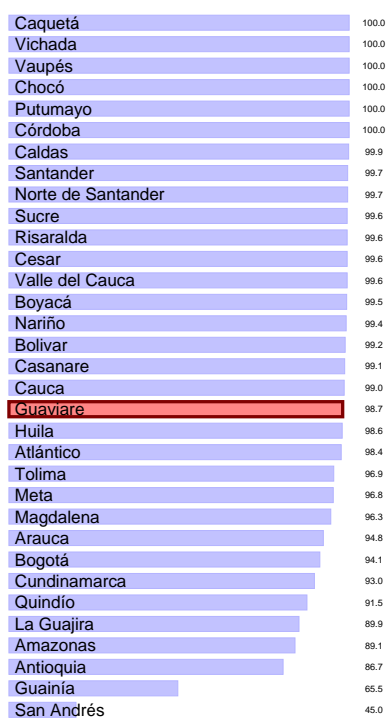 Caquetá 100.0
Vichada 100.0
Vaupés 100.0
Chocó 100.0
Putumayo 100.0
Córdoba 100.0
Caldas 99.9
Santander 99.7
Norte de Santander 99.7
Sucre 99.6
Risaralda 99.6
Cesar 99.6
Valle del Cauca 99.6
Boyacá 99.5
Nariño 99.4
Bolivar 99.2
Casanare 99.1
Cauca 99.0
Guaviare 98.7
Huila 98.6
Atlántico 98.4
Tolima 96.9
Meta 96.8
Magdalena 96.3
Arauca 94.8
Bogotá 94.1
Cundinamarca 93.0
Quindío 91.5
La Guajira 89.9
Amazonas 89.1
Antioquia 86.7
Guainía 65.5
San Andrés 45.0